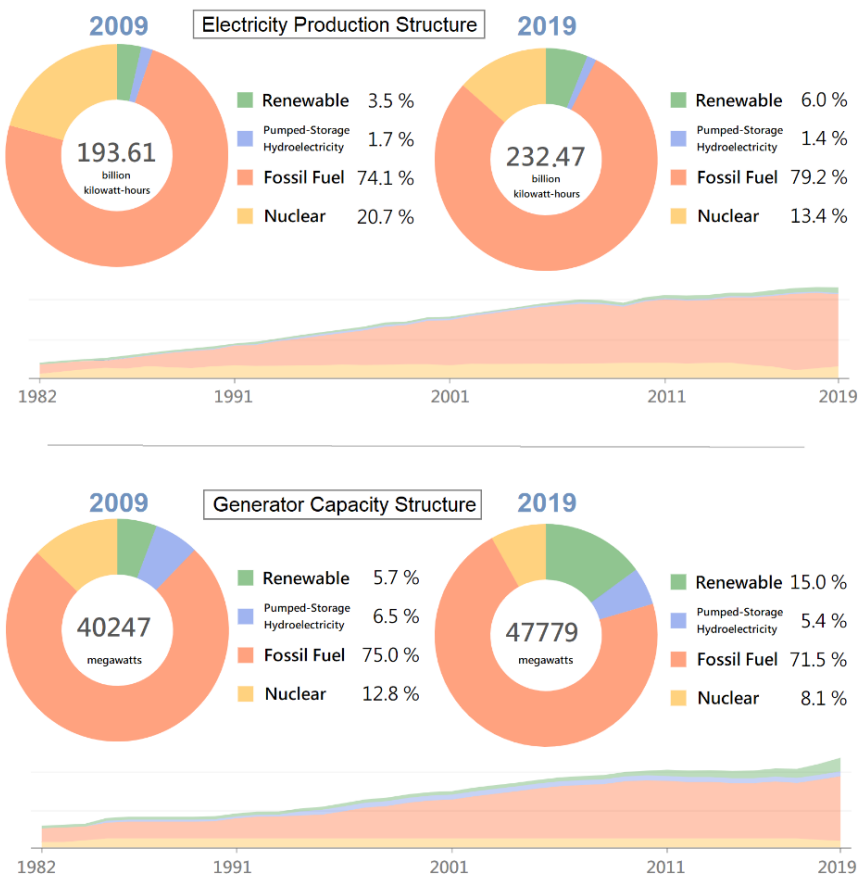 2009 Electricity Production Structure 2019
193.61
billion
kilowatt-hours
Renewable 3.5 %
Pumped-Storage
Hydroelectricity 1.7 %
Fossil Fuel 74.1 %
Nuclear 20.7 %
232.47
billion
kilowatt-hours
Renewable 6.0 %
Pumped-Storage
Hydroelectricity 1.4 %
Fossil Fuel 79.2 %
Nuclear 13.4 %
1982 1991 2001 2011 2019
2009 Generator Capacity Structure 2019
40247
megawatts
Renewable 5.7 %
Pumped-Storage
Hydroelectricity 6.5 %
Fossil Fuel 75.0 %
Nuclear 12.8 %
47779
megawatts
Renewable 15.0 %
Pumped-Storage
Hydroelectricity 5.4 %
Fossil Fuel 71.5 %
Nuclear 8.1 %
1982 1991 2001 2011 2019